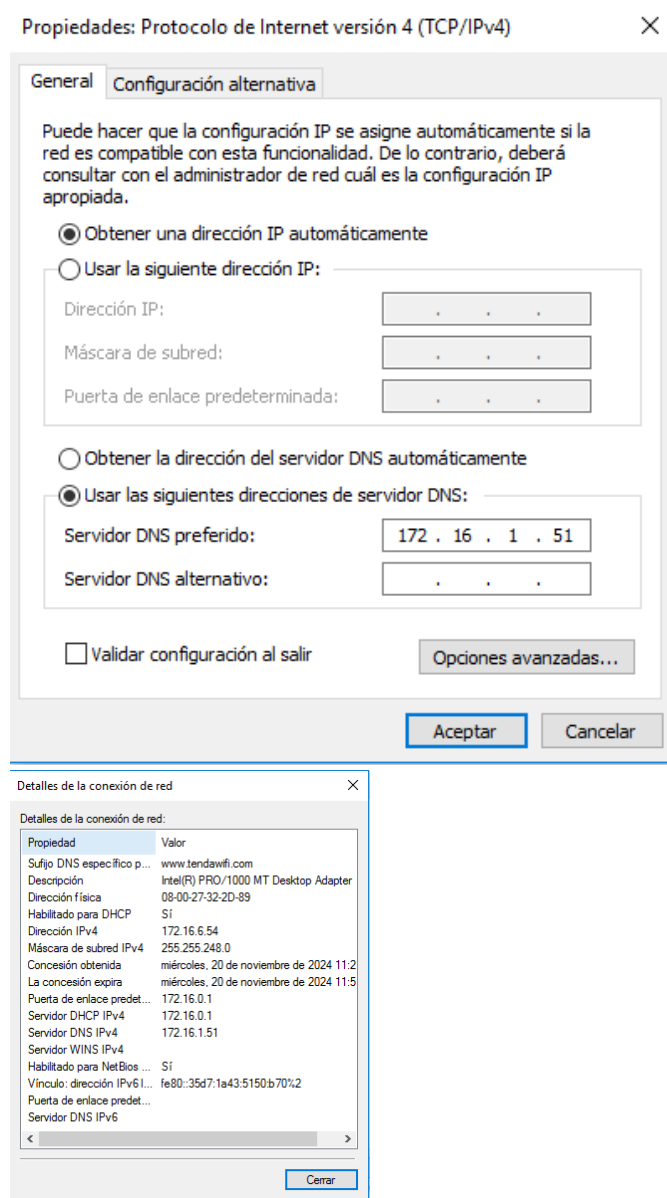 Propiedades: Protocolo de Internet versión 4 (TCP/IPv4)
General Configuración alternativa
Puede hacer que la configuración IP se asigne automáticamente si la
red es compatible con esta funcionalidad. De lo contrario, deberá
consultar con el administrador de red cuál es la configuración IP
apropiada.
Obtener una dirección IP automáticamente
Usar la siguiente dirección IP:
Dirección IP: . . .
Máscara de subred: . . .
Puerta de enlace predeterminada: . . .
Obtener la dirección del servidor DNS automáticamente
Usar las siguientes direcciones de servidor DNS:
Servidor DNS preferido: 172 . 16 . 1 . 51
Servidor DNS alternativo: . . .
Validar configuración al salir Opciones avanzadas...
Aceptar Cancelar
Detalles de la conexión de red
Detalles de la conexión de red:
Propiedad Valor
Sufijo DNS específico p... www.tendawifi.com
Descripción Intel(R) PRO/1000 MT Desktop Adapter
Dirección física 08-00-27-32-2D-89
Habilitado para DHCP Sí
Dirección IPv4 172.16.6.54
Máscara de subred IPv4 255.255.248.0
Concesión obtenida miércoles, 20 de noviembre de 2024 11:2
La concesión expira miércoles, 20 de noviembre de 2024 11:5
Puerta de enlace predet... 172.16.0.1
Servidor DHCP IPv4 172.16.0.1
Servidor DNS IPv4 172.16.1.51
Servidor WINS IPv4
Habilitado para NetBios ... Sí
Vínculo: dirección IPv6 l... fe80::35d7:1a43:5150:b70%2
Puerta de enlace predet...
Servidor DNS IPv6
Cerrar